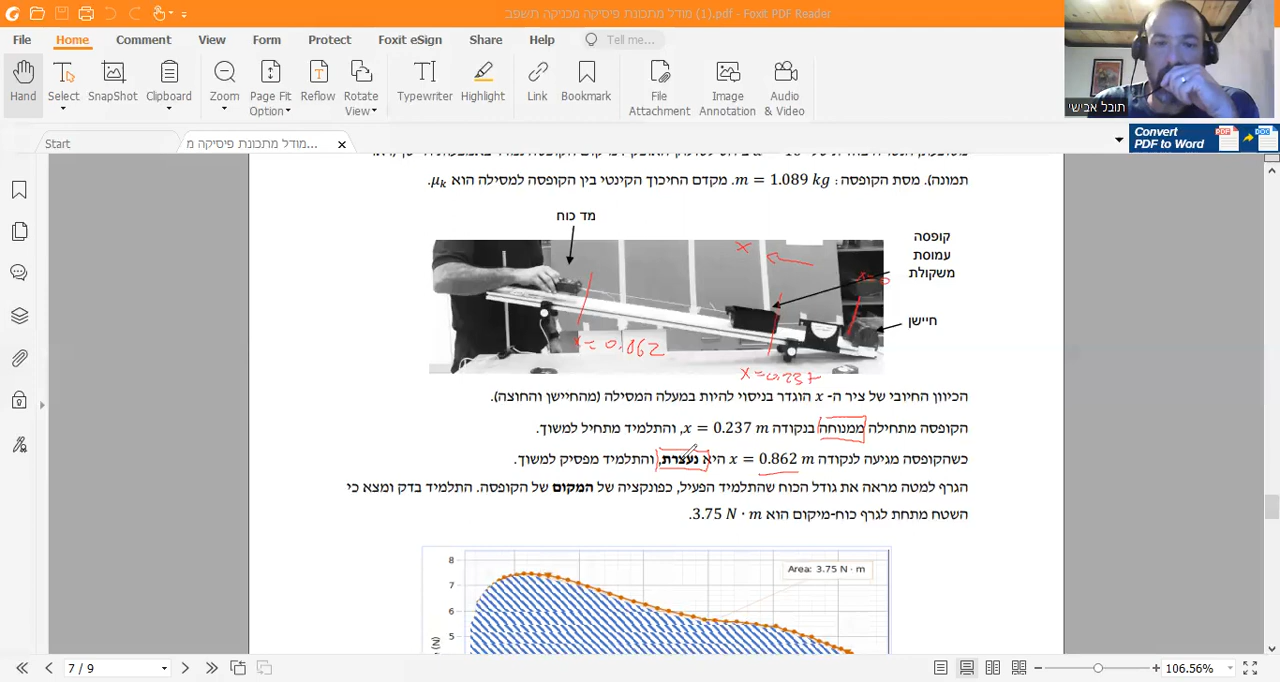 מודל מתכונת פיסיקה מכניקה תשפב (1).pdf - Foxit PDF Reader
File Home Comment View Form Protect Foxit eSign Share Help Tell me...
Hand Select SnapShot Clipboard Zoom Page Fit Option Reflow Rotate View Typewriter Highlight Link Bookmark File Attachment Image Annotation Audio & Video
תובל אבישי
Start
מודל מתכונת פיסיקה מ...
Convert PDF to Word
תמונה). מסת הקופסה: m = 1.089 kg. מקדם החיכוך הקינטי בין הקופסה למסילה הוא μk.
מד כוח
קופסה
עמוסת
משקולת
חיישן
x
x=0
x=0.862
x=0.237
הכיוון החיובי של ציר ה- x הוגדר בניסוי להיות במעלה המסילה (מהחיישן והחוצה).
הקופסה מתחילה ממנוחה בנקודה x = 0.237 m, והתלמיד מתחיל למשוך.
כשהקופסה מגיעה לנקודה x = 0.862 m היא נעצרת, והתלמיד מפסיק למשוך.
הגרף למטה מראה את גודל הכוח שהתלמיד הפעיל, כפונקציה של המקום של הקופסה. התלמיד בדק ומצא כי
השטח מתחת לגרף כוח-מיקום הוא 3.75 N · m.
Area: 3.75 N · m
8
7
6
5
(N)
7 / 9
106.56%